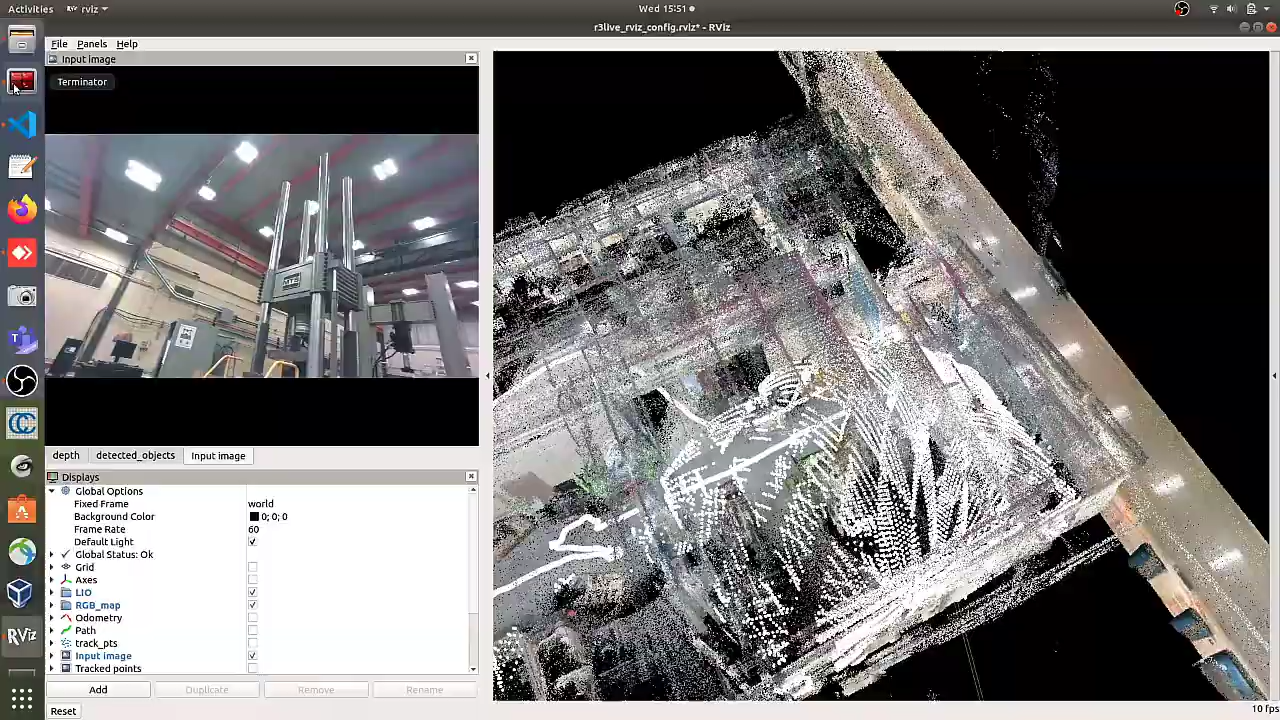 Activities
rviz
Wed 15:51
r3live_rviz_config.rviz* - RViz
File Panels Help
Input image
Terminator
depth
detected_objects
Input image
Displays
Global Options
Fixed Frame world
Background Color 0; 0; 0
Frame Rate 60
Default Light
Global Status: Ok
Grid
Axes
LIO
RGB_map
Odometry
Path
track_pts
Input image
Tracked points
Add Duplicate Remove Rename
Reset
10 fps
RViz